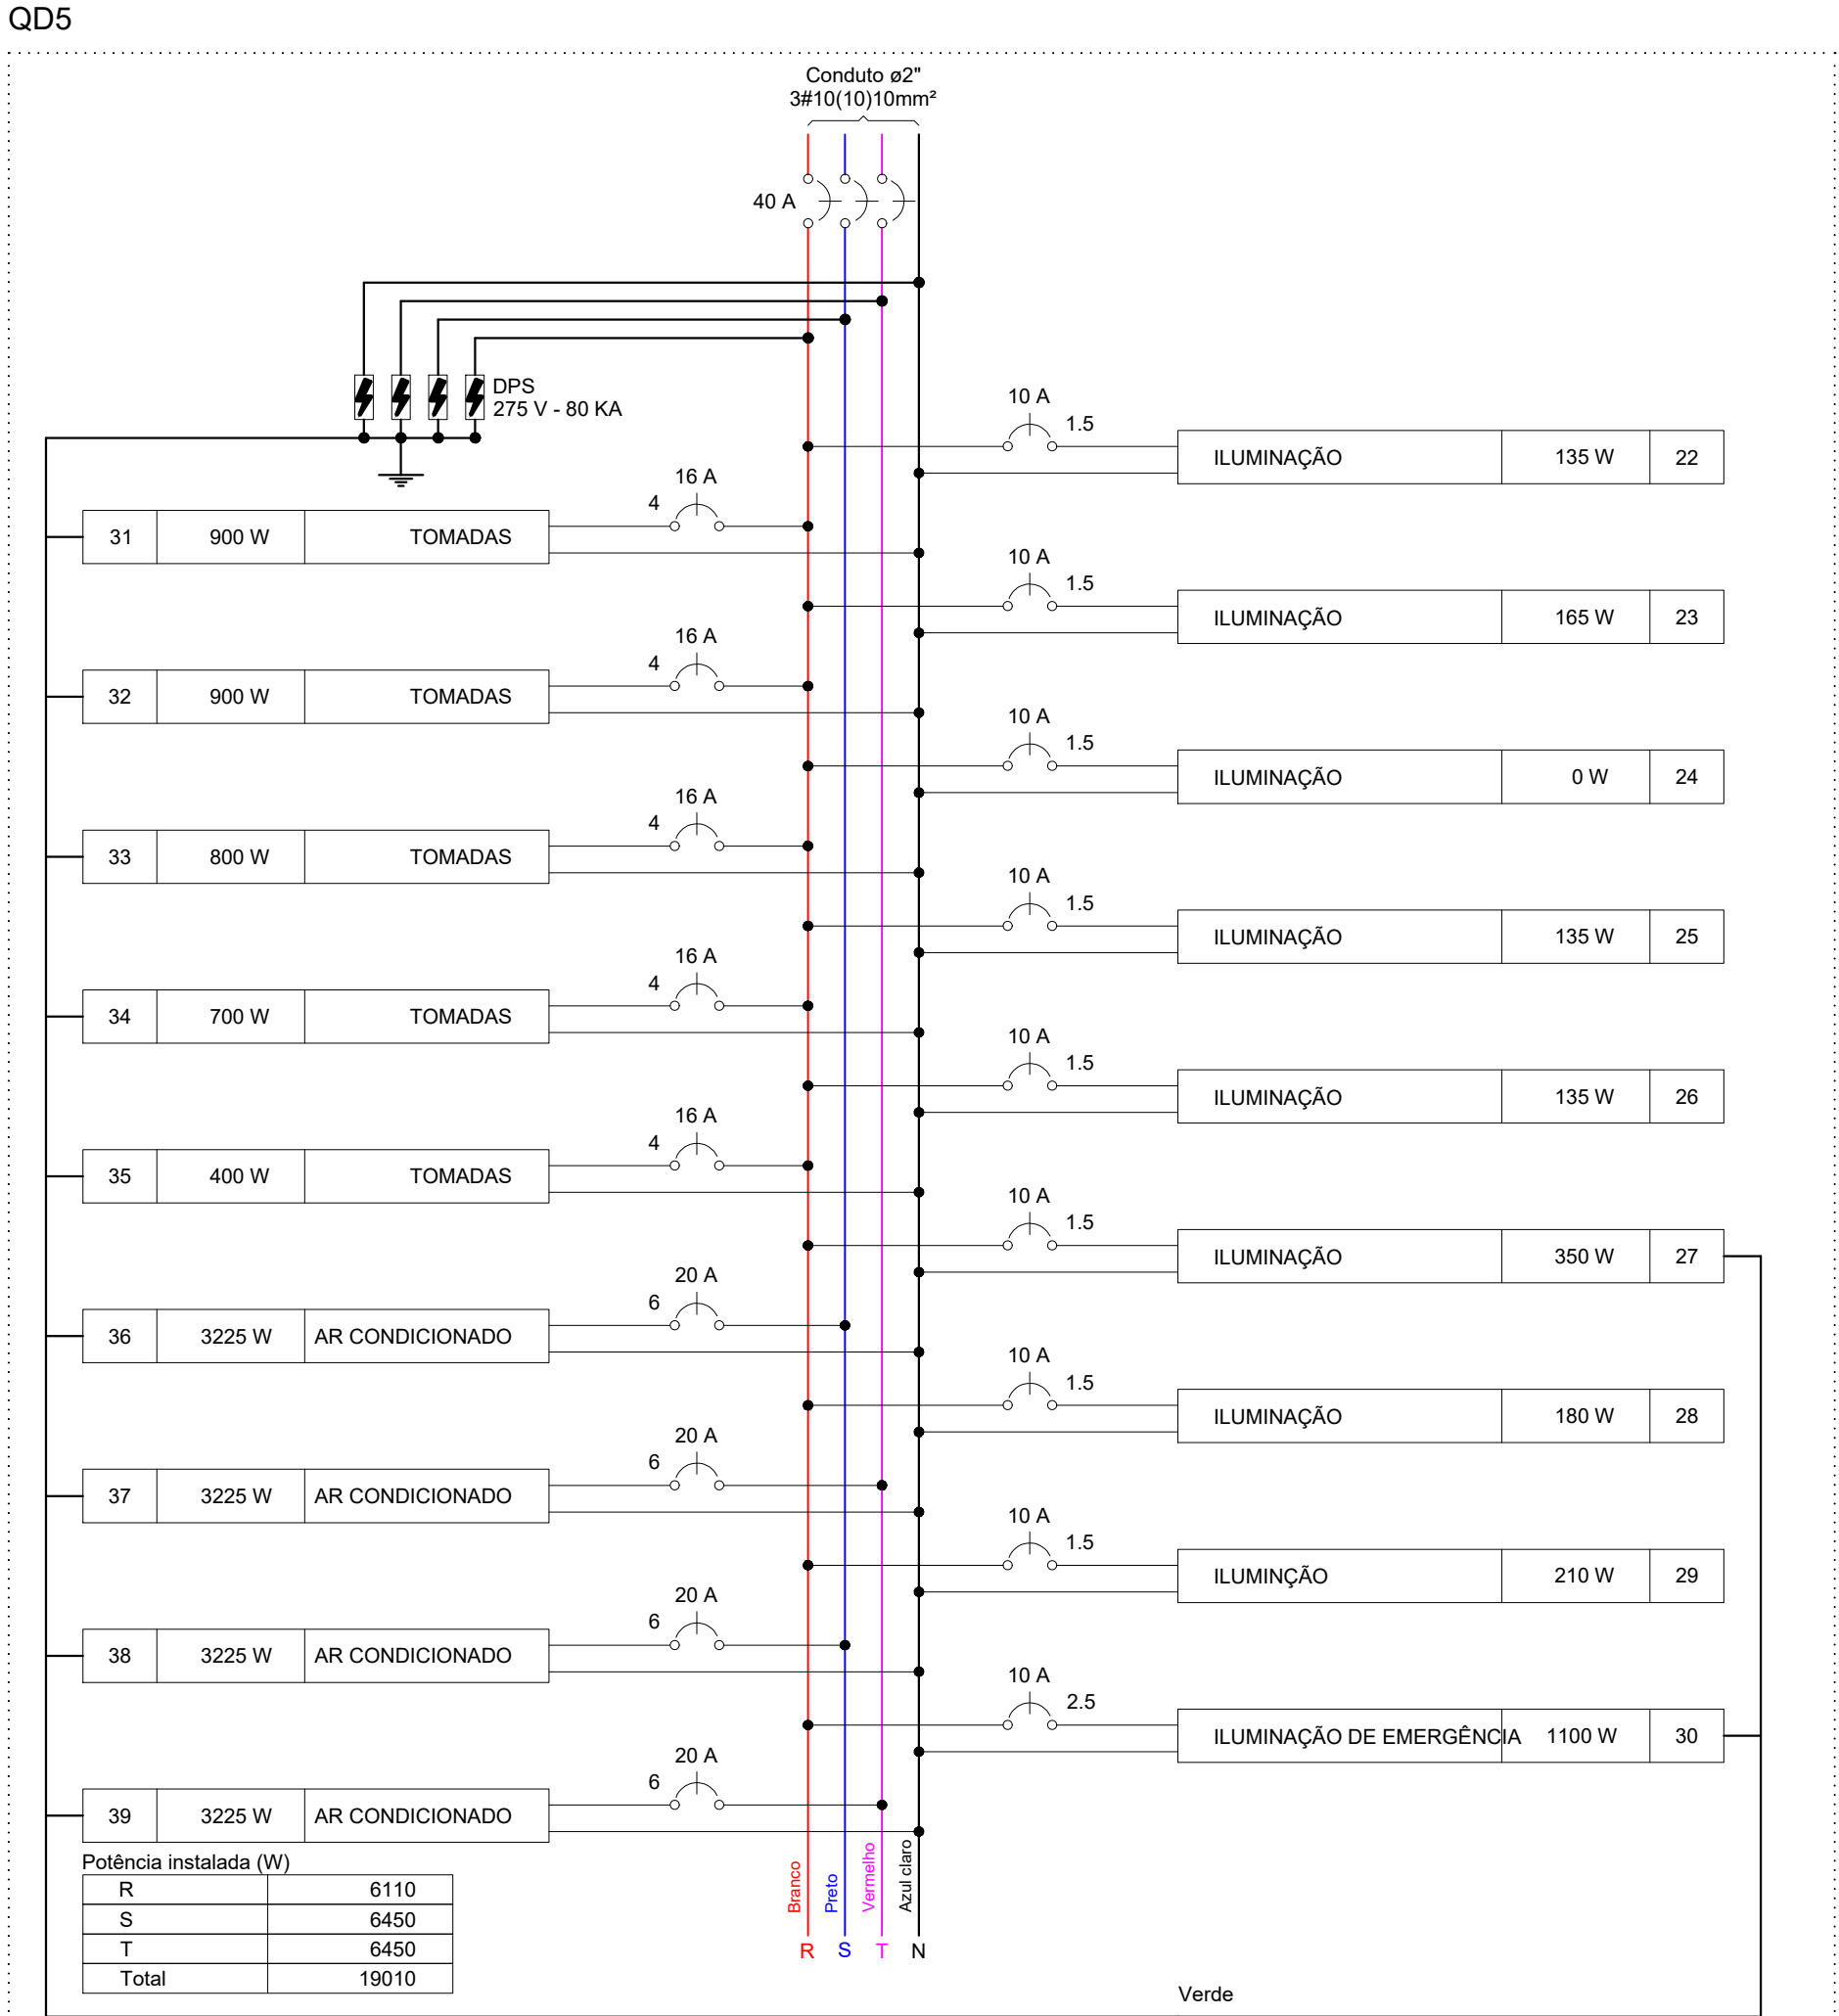 QD5
Conduto ø2"
3#10(10)10mm²
40 A
DPS
275 V - 80 KA
10 A
1.5
ILUMINAÇÃO 135 W 22
16 A
4
31 900 W TOMADAS
10 A
1.5
ILUMINAÇÃO 165 W 23
16 A
4
32 900 W TOMADAS
10 A
1.5
ILUMINAÇÃO 0 W 24
16 A
4
33 800 W TOMADAS
10 A
1.5
ILUMINAÇÃO 135 W 25
16 A
4
34 700 W TOMADAS
10 A
1.5
ILUMINAÇÃO 135 W 26
16 A
4
35 400 W TOMADAS
10 A
1.5
ILUMINAÇÃO 350 W 27
20 A
6
36 3225 W AR CONDICIONADO
10 A
1.5
ILUMINAÇÃO 180 W 28
20 A
6
37 3225 W AR CONDICIONADO
10 A
1.5
ILUMINÇÃO 210 W 29
20 A
6
38 3225 W AR CONDICIONADO
10 A
2.5
ILUMINAÇÃO DE EMERGÊNCIA 1100 W 30
20 A
6
39 3225 W AR CONDICIONADO
Potência instalada (W)
R 6110
S 6450
T 6450
Total 19010
Branco
Preto
Vermelho
Azul claro
R S T N
Verde